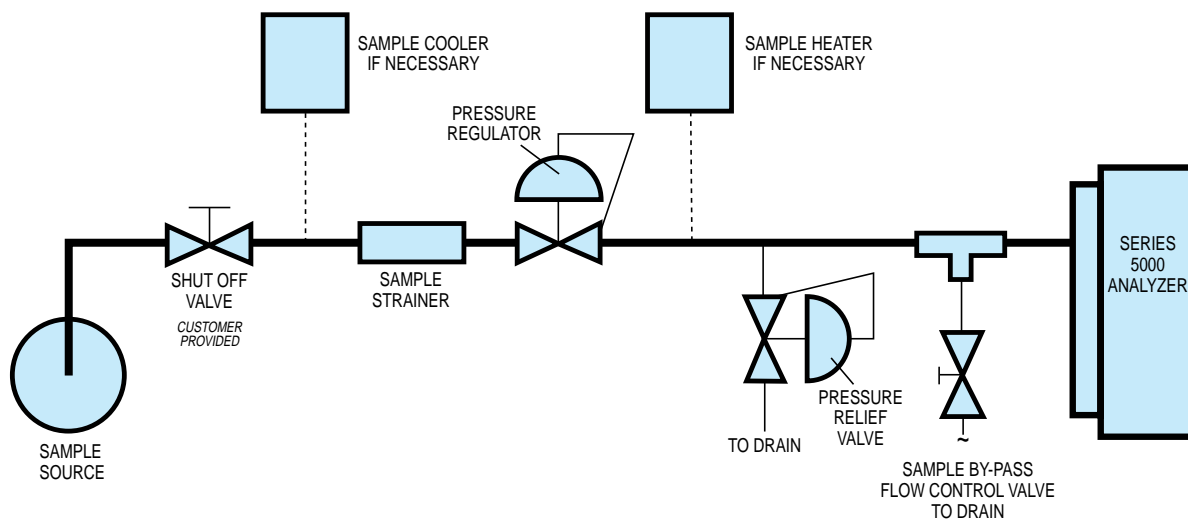 SAMPLE COOLER
IF NECESSARY
SAMPLE HEATER
IF NECESSARY
PRESSURE
REGULATOR
SHUT OFF
VALVE
CUSTOMER
PROVIDED
SAMPLE
STRAINER
SERIES
5000
ANALYZER
SAMPLE
SOURCE
TO DRAIN
PRESSURE
RELIEF
VALVE
~
SAMPLE BY-PASS
FLOW CONTROL VALVE
TO DRAIN